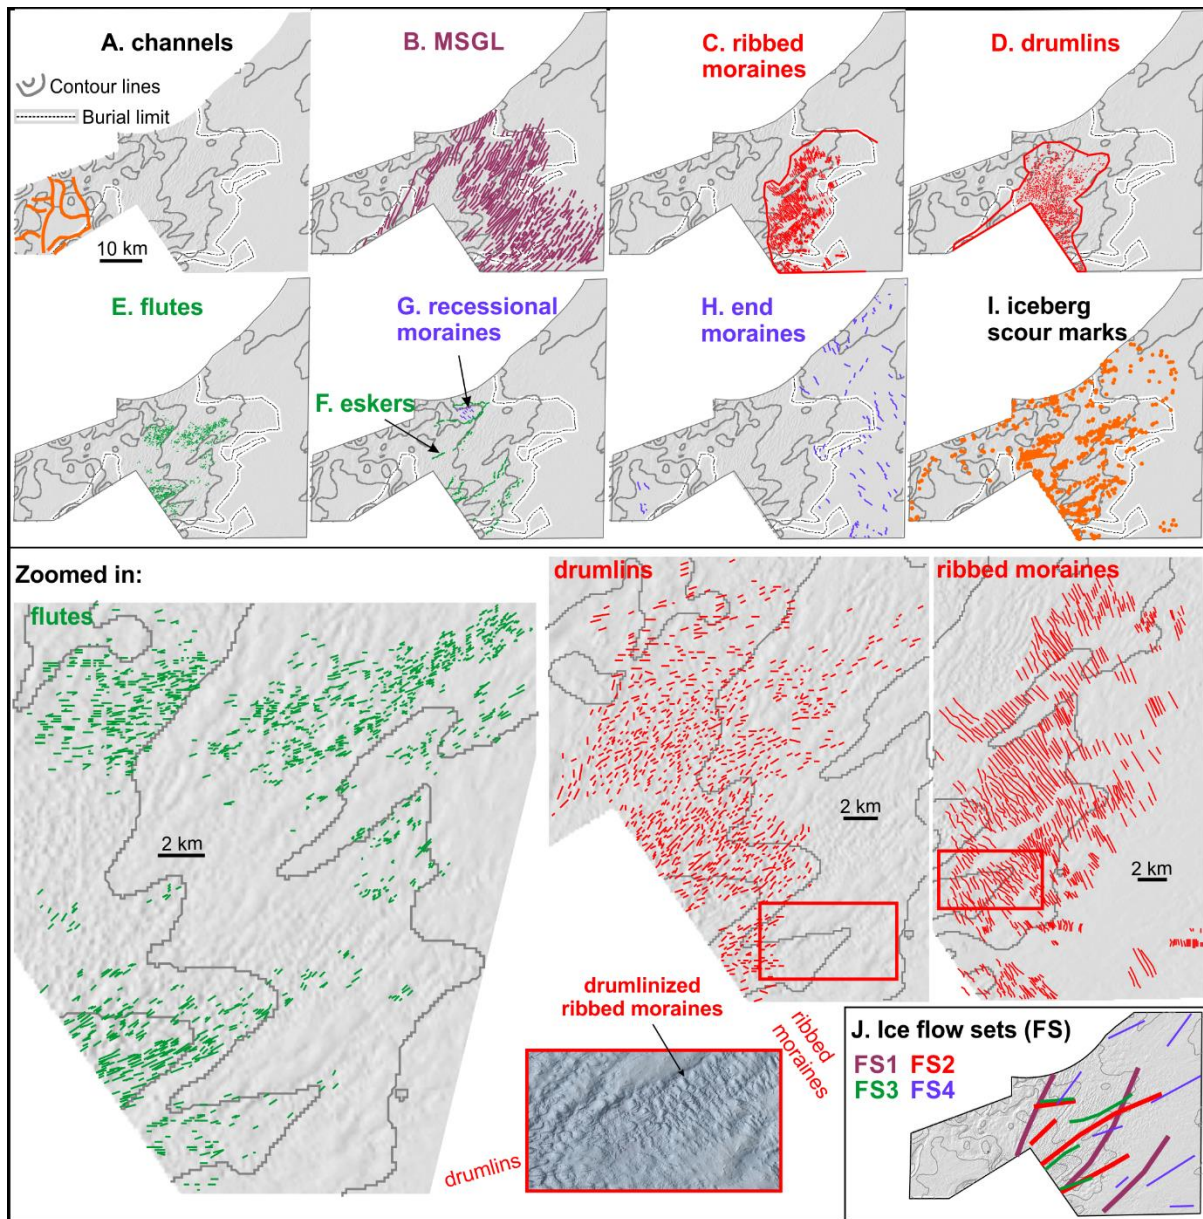 A. channels
Contour lines
Burial limit
10 km
B. MSGL
C. ribbed
moraines
D. drumlins
E. flutes
G. recessional
moraines
F. eskers
H. end
moraines
I. iceberg
scour marks
Zoomed in:
flutes
2 km
drumlins
2 km
ribbed moraines
2 km
drumlinized
ribbed moraines
ribbed
moraines
drumlins
J. Ice flow sets (FS)
FS1 FS2
FS3 FS4